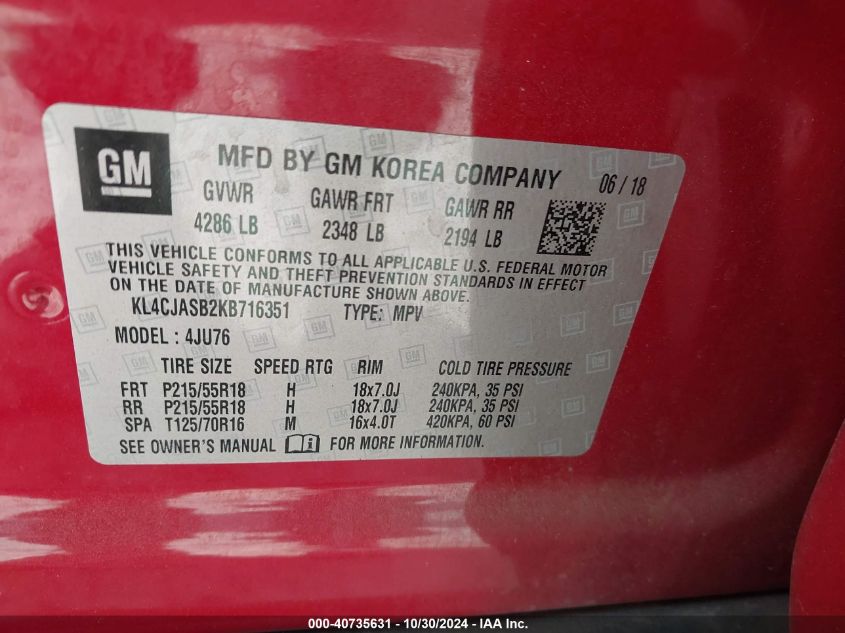 GM
MFD BY GM KOREA COMPANY 06 / 18
GVWR GAWR FRT GAWR RR
4286 LB 2348 LB 2194 LB
THIS VEHICLE CONFORMS TO ALL APPLICABLE U.S. FEDERAL MOTOR
VEHICLE SAFETY AND THEFT PREVENTION STANDARDS IN EFFECT
ON THE DATE OF MANUFACTURE SHOWN ABOVE.
KL4CJASB2KB716351 TYPE: MPV
MODEL : 4JU76
TIRE SIZE SPEED RTG RIM COLD TIRE PRESSURE
FRT P215/55R18 H 18x7.0J 240KPA, 35 PSI
RR P215/55R18 H 18x7.0J 240KPA, 35 PSI
SPA T125/70R16 M 16x4.0T 420KPA, 60 PSI
SEE OWNER'S MANUAL FOR MORE INFORMATION.
000-40735631 - 10/30/2024 - IAA Inc.